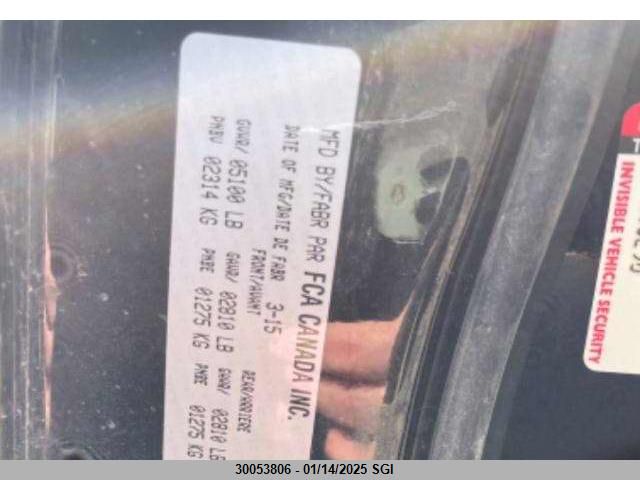 MFD BY/FABR PAR FCA CANADA INC.
DATE OF MFG/DATE DE FABR 3-15
FRONT/AVANT REAR/ARRIERE
GVWR/ 05100 LB GAWR/ 02810 LB GAWR/ 02810 LB
PNBV 02314 KG PNBE 01275 KG PNBE 01275 KG
INVISIBLE VEHICLE SECURITY
30053806 - 01/14/2025 SGI